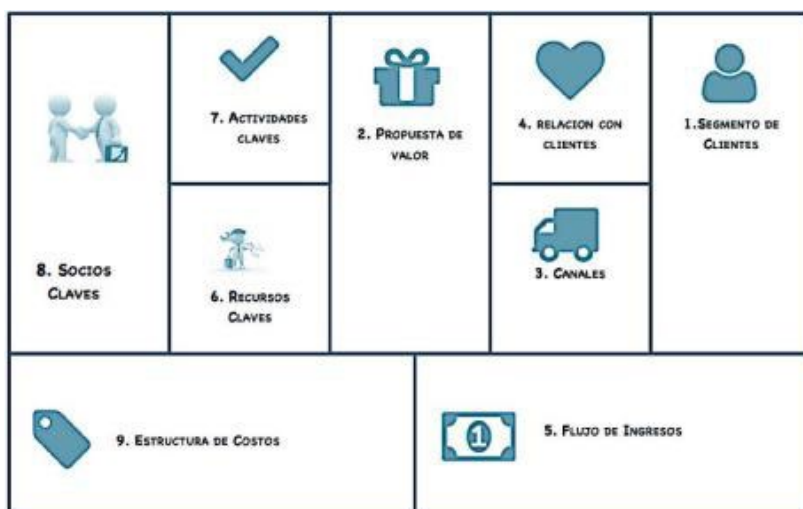 7. Actividades
claves
2. Propuesta de
valor
4. relacion con
clientes
1.Segmento de
Clientes
8. Socios
Claves
6. Recursos
Claves
3. Canales
9. Estructura de Costos
5. Flujo de Ingresos
1